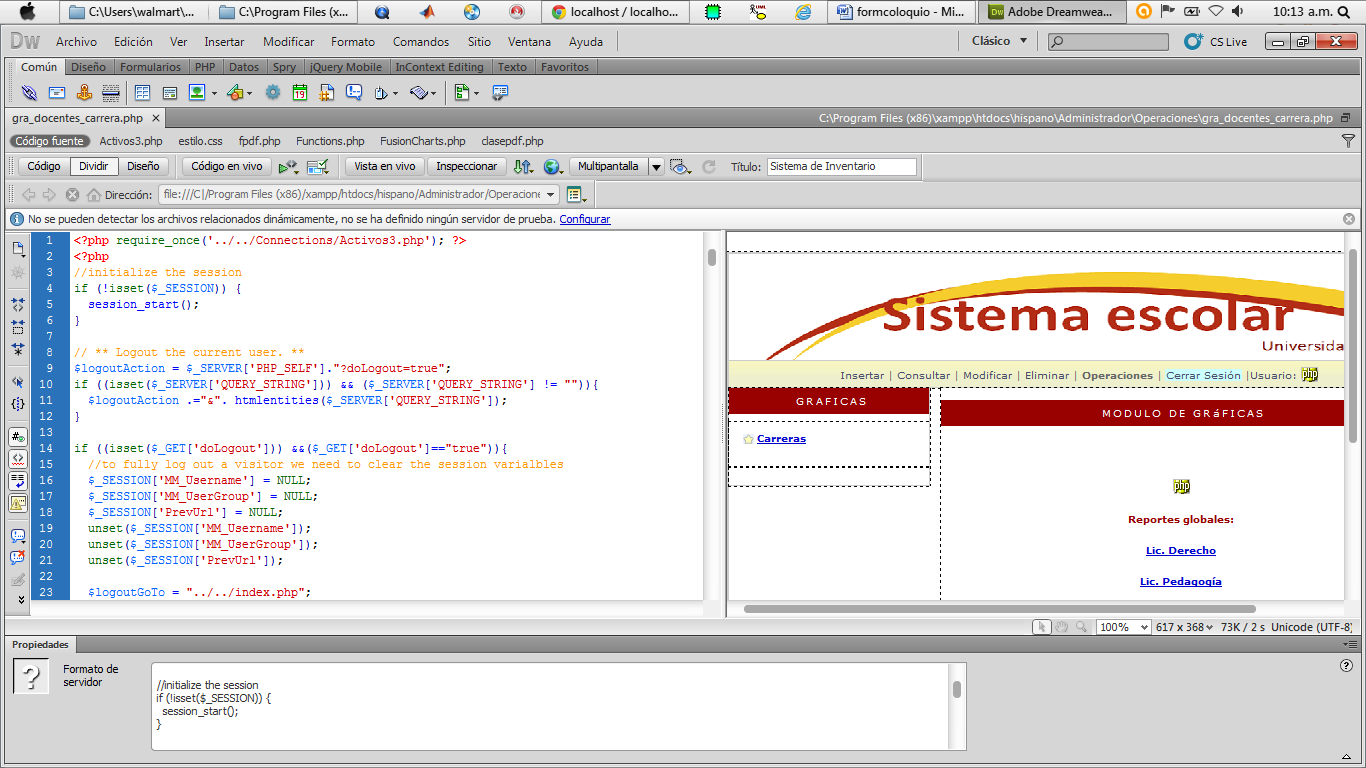 C:\Users\walmart\...
C:\Program Files (x...
localhost / localho...
formcoloquio - Mi...
Adobe Dreamwea...
10:13 a.m.
Dw Archivo Edición Ver Insertar Modificar Formato Comandos Sitio Ventana Ayuda Clásico CS Live
Común Diseño Formularios PHP Datos Spry jQuery Mobile InContext Editing Texto Favoritos
gra_docentes_carrera.php C:\Program Files (x86)\xampp\htdocs\hispano\Administrador\Operaciones\gra_docentes_carrera.php
Código fuente Activos3.php estilo.css fpdf.php Functions.php FusionCharts.php clasepdf.php
Código Dividir Diseño Código en vivo Vista en vivo Inspeccionar Multipantalla Título: Sistema de Inventario
Dirección: file:///C|/Program Files (x86)/xampp/htdocs/hispano/Administrador/Operacione
No se pueden detectar los archivos relacionados dinámicamente, no se ha definido ningún servidor de prueba. Configurar
1 <?php require_once('../../Connections/Activos3.php'); ?>
2 <?php
3 //initialize the session
4 if (!isset($_SESSION)) {
5 session_start();
6 }
7
8 // ** Logout the current user. **
9 $logoutAction = $_SERVER['PHP_SELF']."?doLogout=true";
10 if ((isset($_SERVER['QUERY_STRING'])) && ($_SERVER['QUERY_STRING'] != "")){
11 $logoutAction .="&". htmlentities($_SERVER['QUERY_STRING']);
12 }
13
14 if ((isset($_GET['doLogout'])) &&($_GET['doLogout']=="true")){
15 //to fully log out a visitor we need to clear the session varialbles
16 $_SESSION['MM_Username'] = NULL;
17 $_SESSION['MM_UserGroup'] = NULL;
18 $_SESSION['PrevUrl'] = NULL;
19 unset($_SESSION['MM_Username']);
20 unset($_SESSION['MM_UserGroup']);
21 unset($_SESSION['PrevUrl']);
22
23 $logoutGoTo = "../../index.php";
Sistema escolar
Universida
Insertar | Consultar | Modificar | Eliminar | Operaciones | Cerrar Sesión |Usuario: php
GRAFICAS
Carreras
MODULO DE GRáFICAS
php
Reportes globales:
Lic. Derecho
Lic. Pedagogía
100% 617 x 368 73K / 2 s Unicode (UTF-8)
Propiedades
Formato de
servidor
//initialize the session
if (!isset($_SESSION)) {
session_start();
}